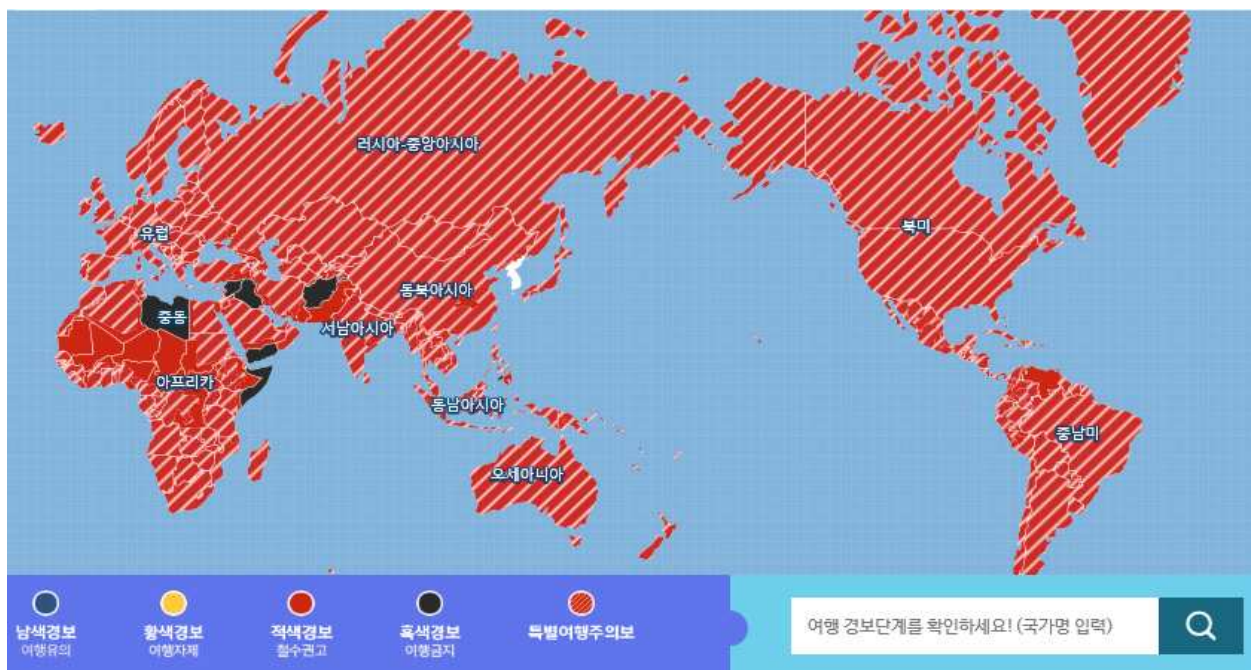 러시아-중앙아시아
유럽
북미
동북아시아
중동
서남아시아
아프리카
동남아시아
중남미
오세아니아
남색경보
여행유의
황색경보
여행자제
적색경보
철수권고
흑색경보
여행금지
특별여행주의보
여행 경보단계를 확인하세요! (국가명 입력)